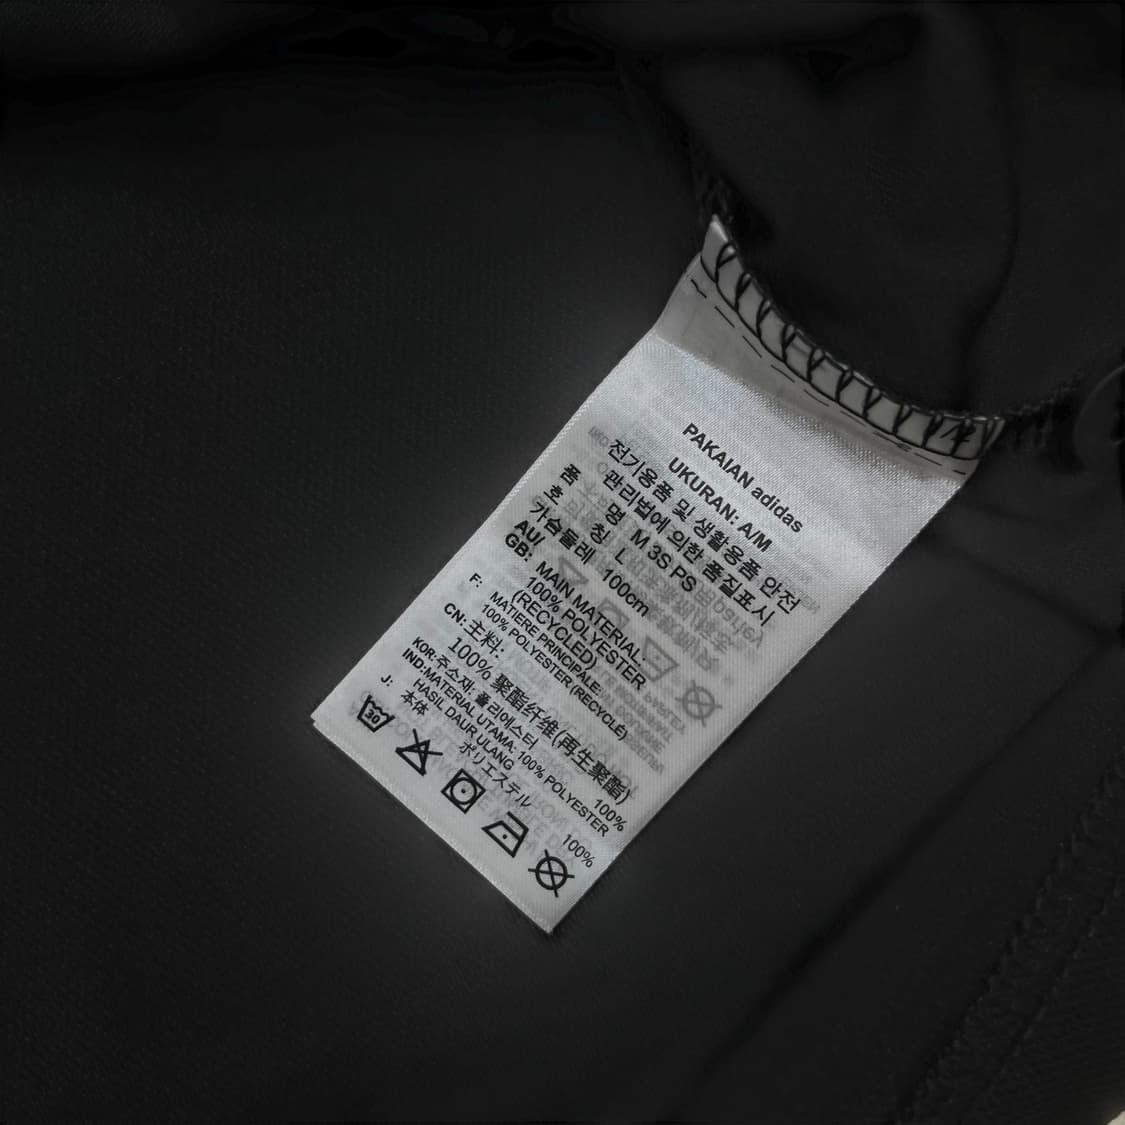 PAKAIAN adidas
UKURAN: A/M
전기용품 및 생활용품 안전
관리법에 의한 품질표시
품 명 M 3S PS
호 칭 L
가슴둘레 100cm
AU/
GB: MAIN MATERIAL:
100% POLYESTER
(RECYCLED)
F: MATIERE PRINCIPALE:
100% POLYESTER (RECYCLÉ)
CN: 主料:
100% 聚酯纤维(再生聚酯)
KOR: 주소재: 폴리에스터 100%
IND: MATERIAL UTAMA: 100% POLYESTER
HASIL DAUR ULANG
J: 本体 ポリエステル 100%
30